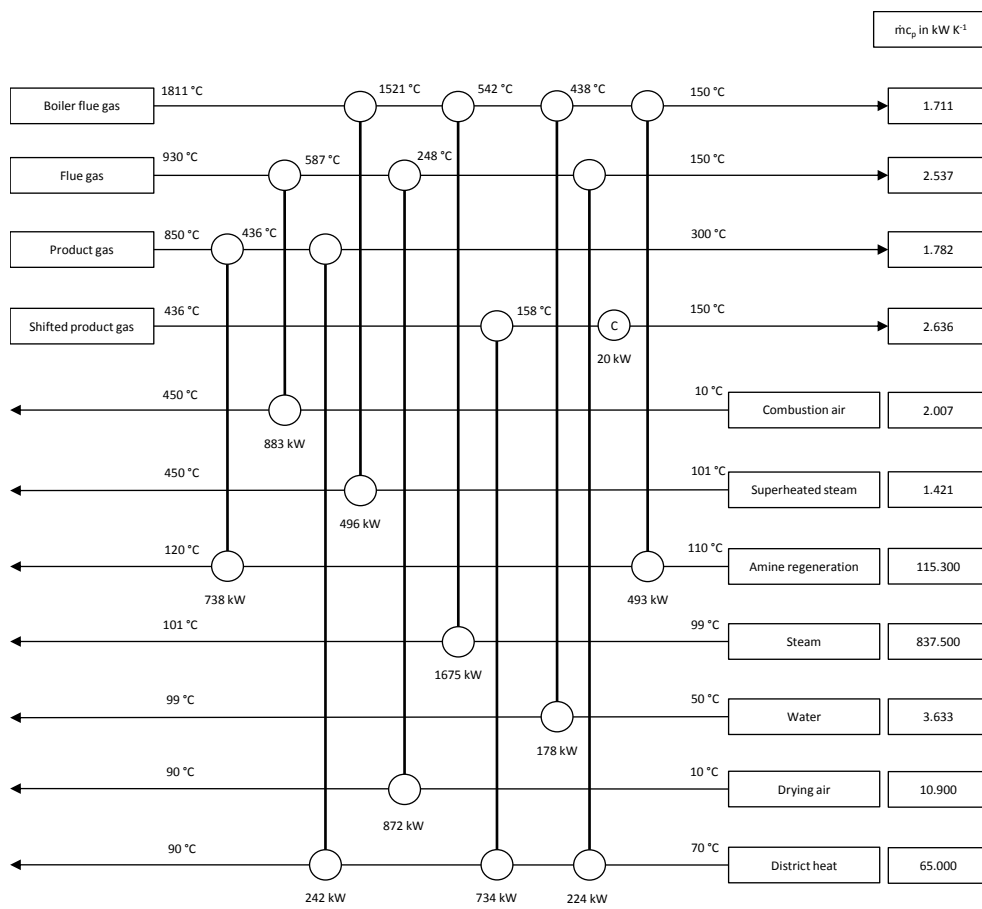 ṁcₚ in kW K⁻¹
1811 °C 1521 °C 542 °C 438 °C 150 °C
Boiler flue gas 1.711
930 °C 587 °C 248 °C 150 °C
Flue gas 2.537
850 °C 436 °C 300 °C
Product gas 1.782
436 °C 158 °C 150 °C
Shifted product gas C 2.636
20 kW
450 °C 10 °C
Combustion air 2.007
883 kW
450 °C 101 °C
Superheated steam 1.421
496 kW
120 °C 110 °C
Amine regeneration 115.300
738 kW 493 kW
101 °C 99 °C
Steam 837.500
1675 kW
99 °C 50 °C
Water 3.633
178 kW
90 °C 10 °C
Drying air 10.900
872 kW
90 °C 70 °C
District heat 65.000
242 kW 734 kW 224 kW